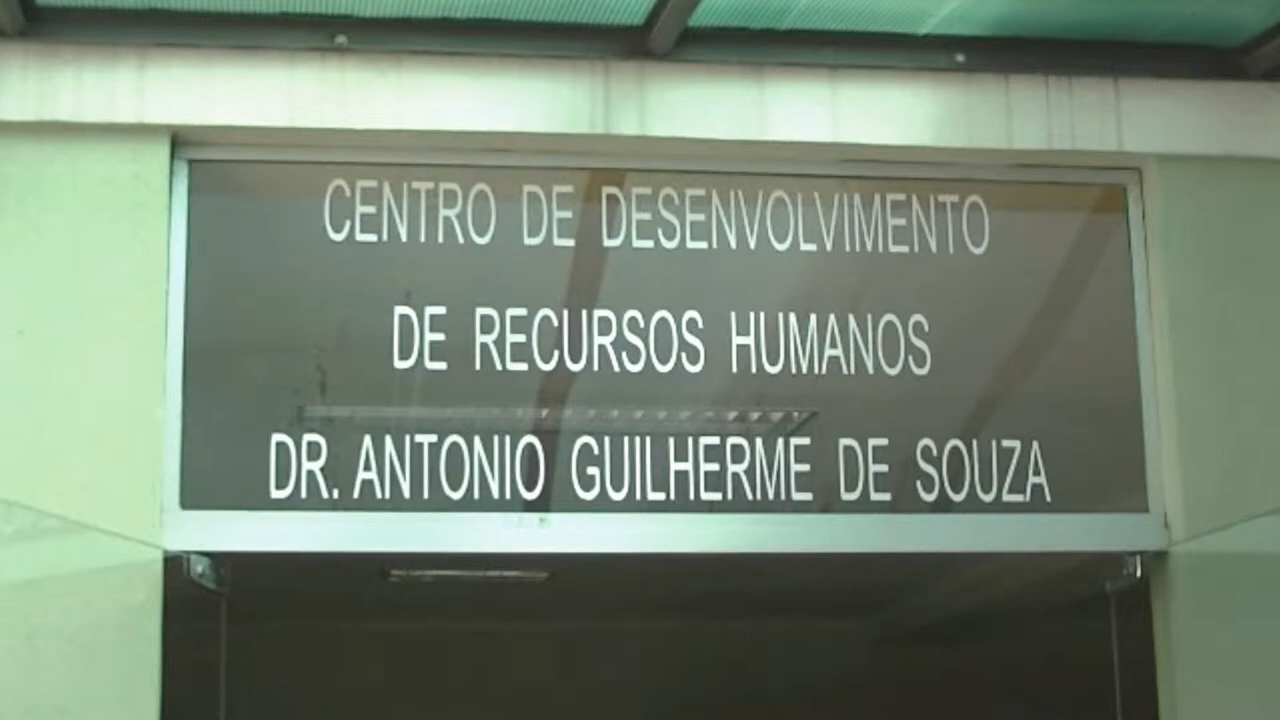 CENTRO DE DESENVOLVIMENTO
DE RECURSOS HUMANOS
DR. ANTONIO GUILHERME DE SOUZA